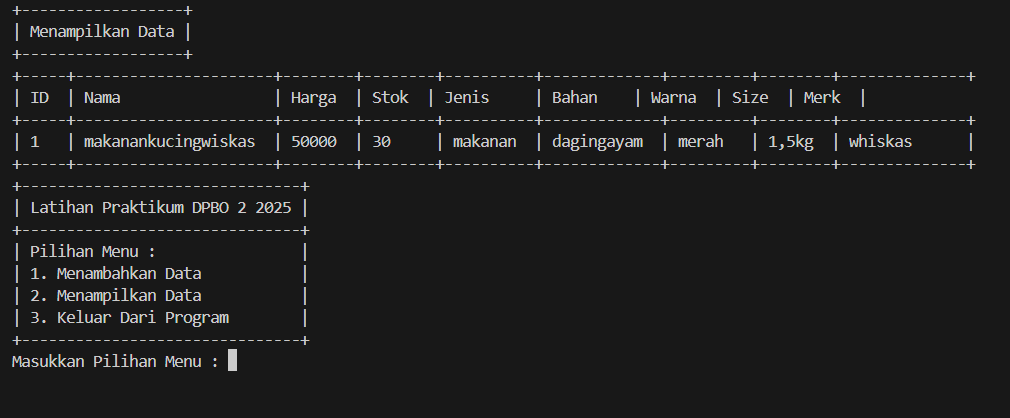 +------------------+
| Menampilkan Data |
+------------------+
+-----+----------------------+--------+--------+----------+-------------+---------+--------+--------------+
| ID  | Nama                 | Harga  | Stok  | Jenis     | Bahan    | Warna  | Size  | Merk  |
+-----+----------------------+--------+--------+----------+-------------+---------+--------+--------------+
| 1   | makanankucingwiskas  | 50000  | 30     | makanan  | dagingayam  | merah   | 1,5kg  | whiskas      |
+-----+----------------------+--------+--------+----------+-------------+---------+--------+--------------+
+-------------------------------+
| Latihan Praktikum DPBO 2 2025 |
+-------------------------------+
| Pilihan Menu :                |
| 1. Menambahkan Data           |
| 2. Menampilkan Data           |
| 3. Keluar Dari Program        |
+-------------------------------+
Masukkan Pilihan Menu :